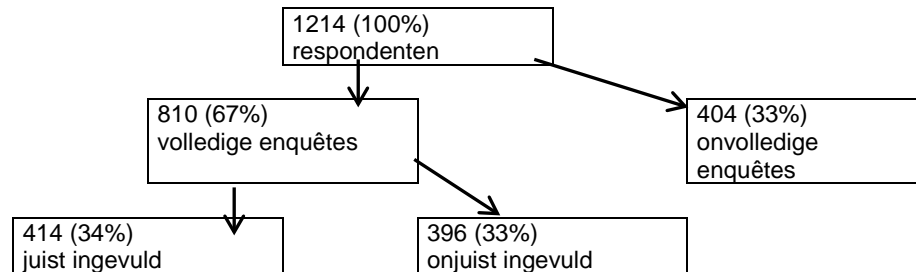 1214 (100%)
respondenten
810 (67%)
volledige enquêtes
404 (33%)
onvolledige
enquêtes
414 (34%)
juist ingevuld
396 (33%)
onjuist ingevuld